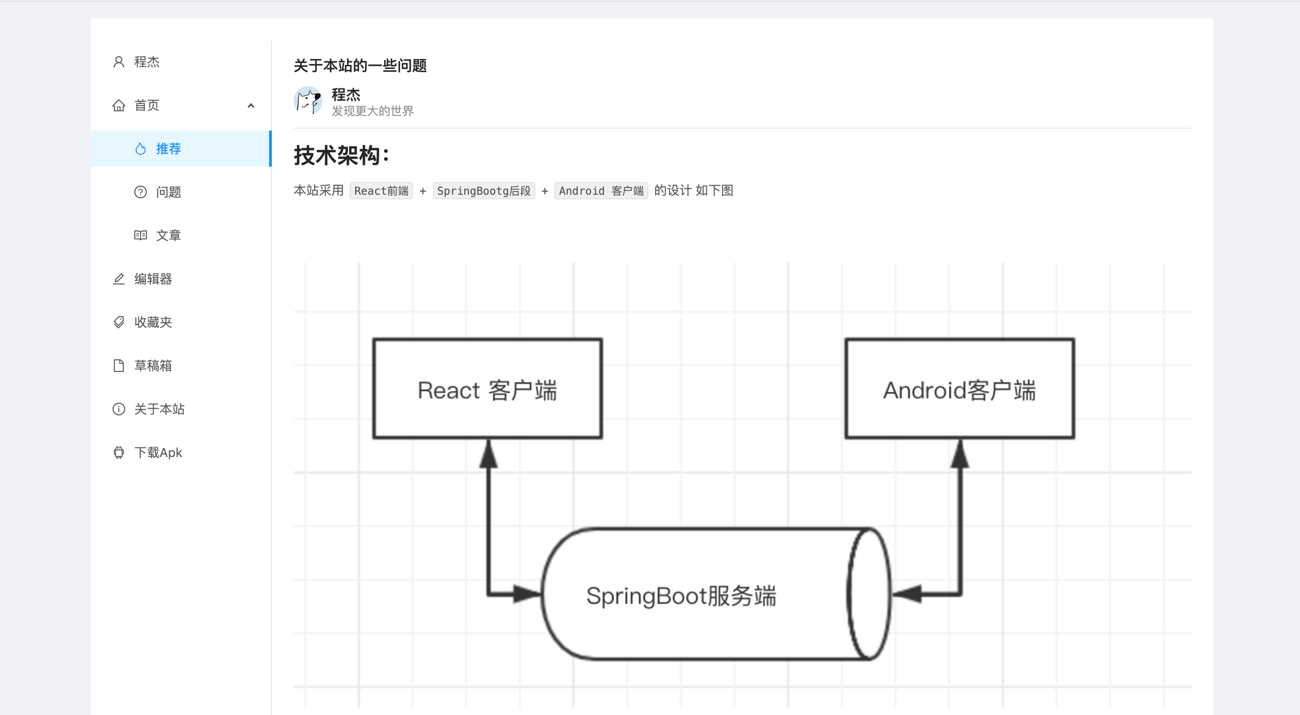 程杰
首页
推荐
问题
文章
编辑器
收藏夹
草稿箱
关于本站
下载Apk
关于本站的一些问题
程杰
发现更大的世界
技术架构：
本站采用 React前端 + SpringBootg后段 + Android 客户端 的设计 如下图
React 客户端
Android客户端
SpringBoot服务端